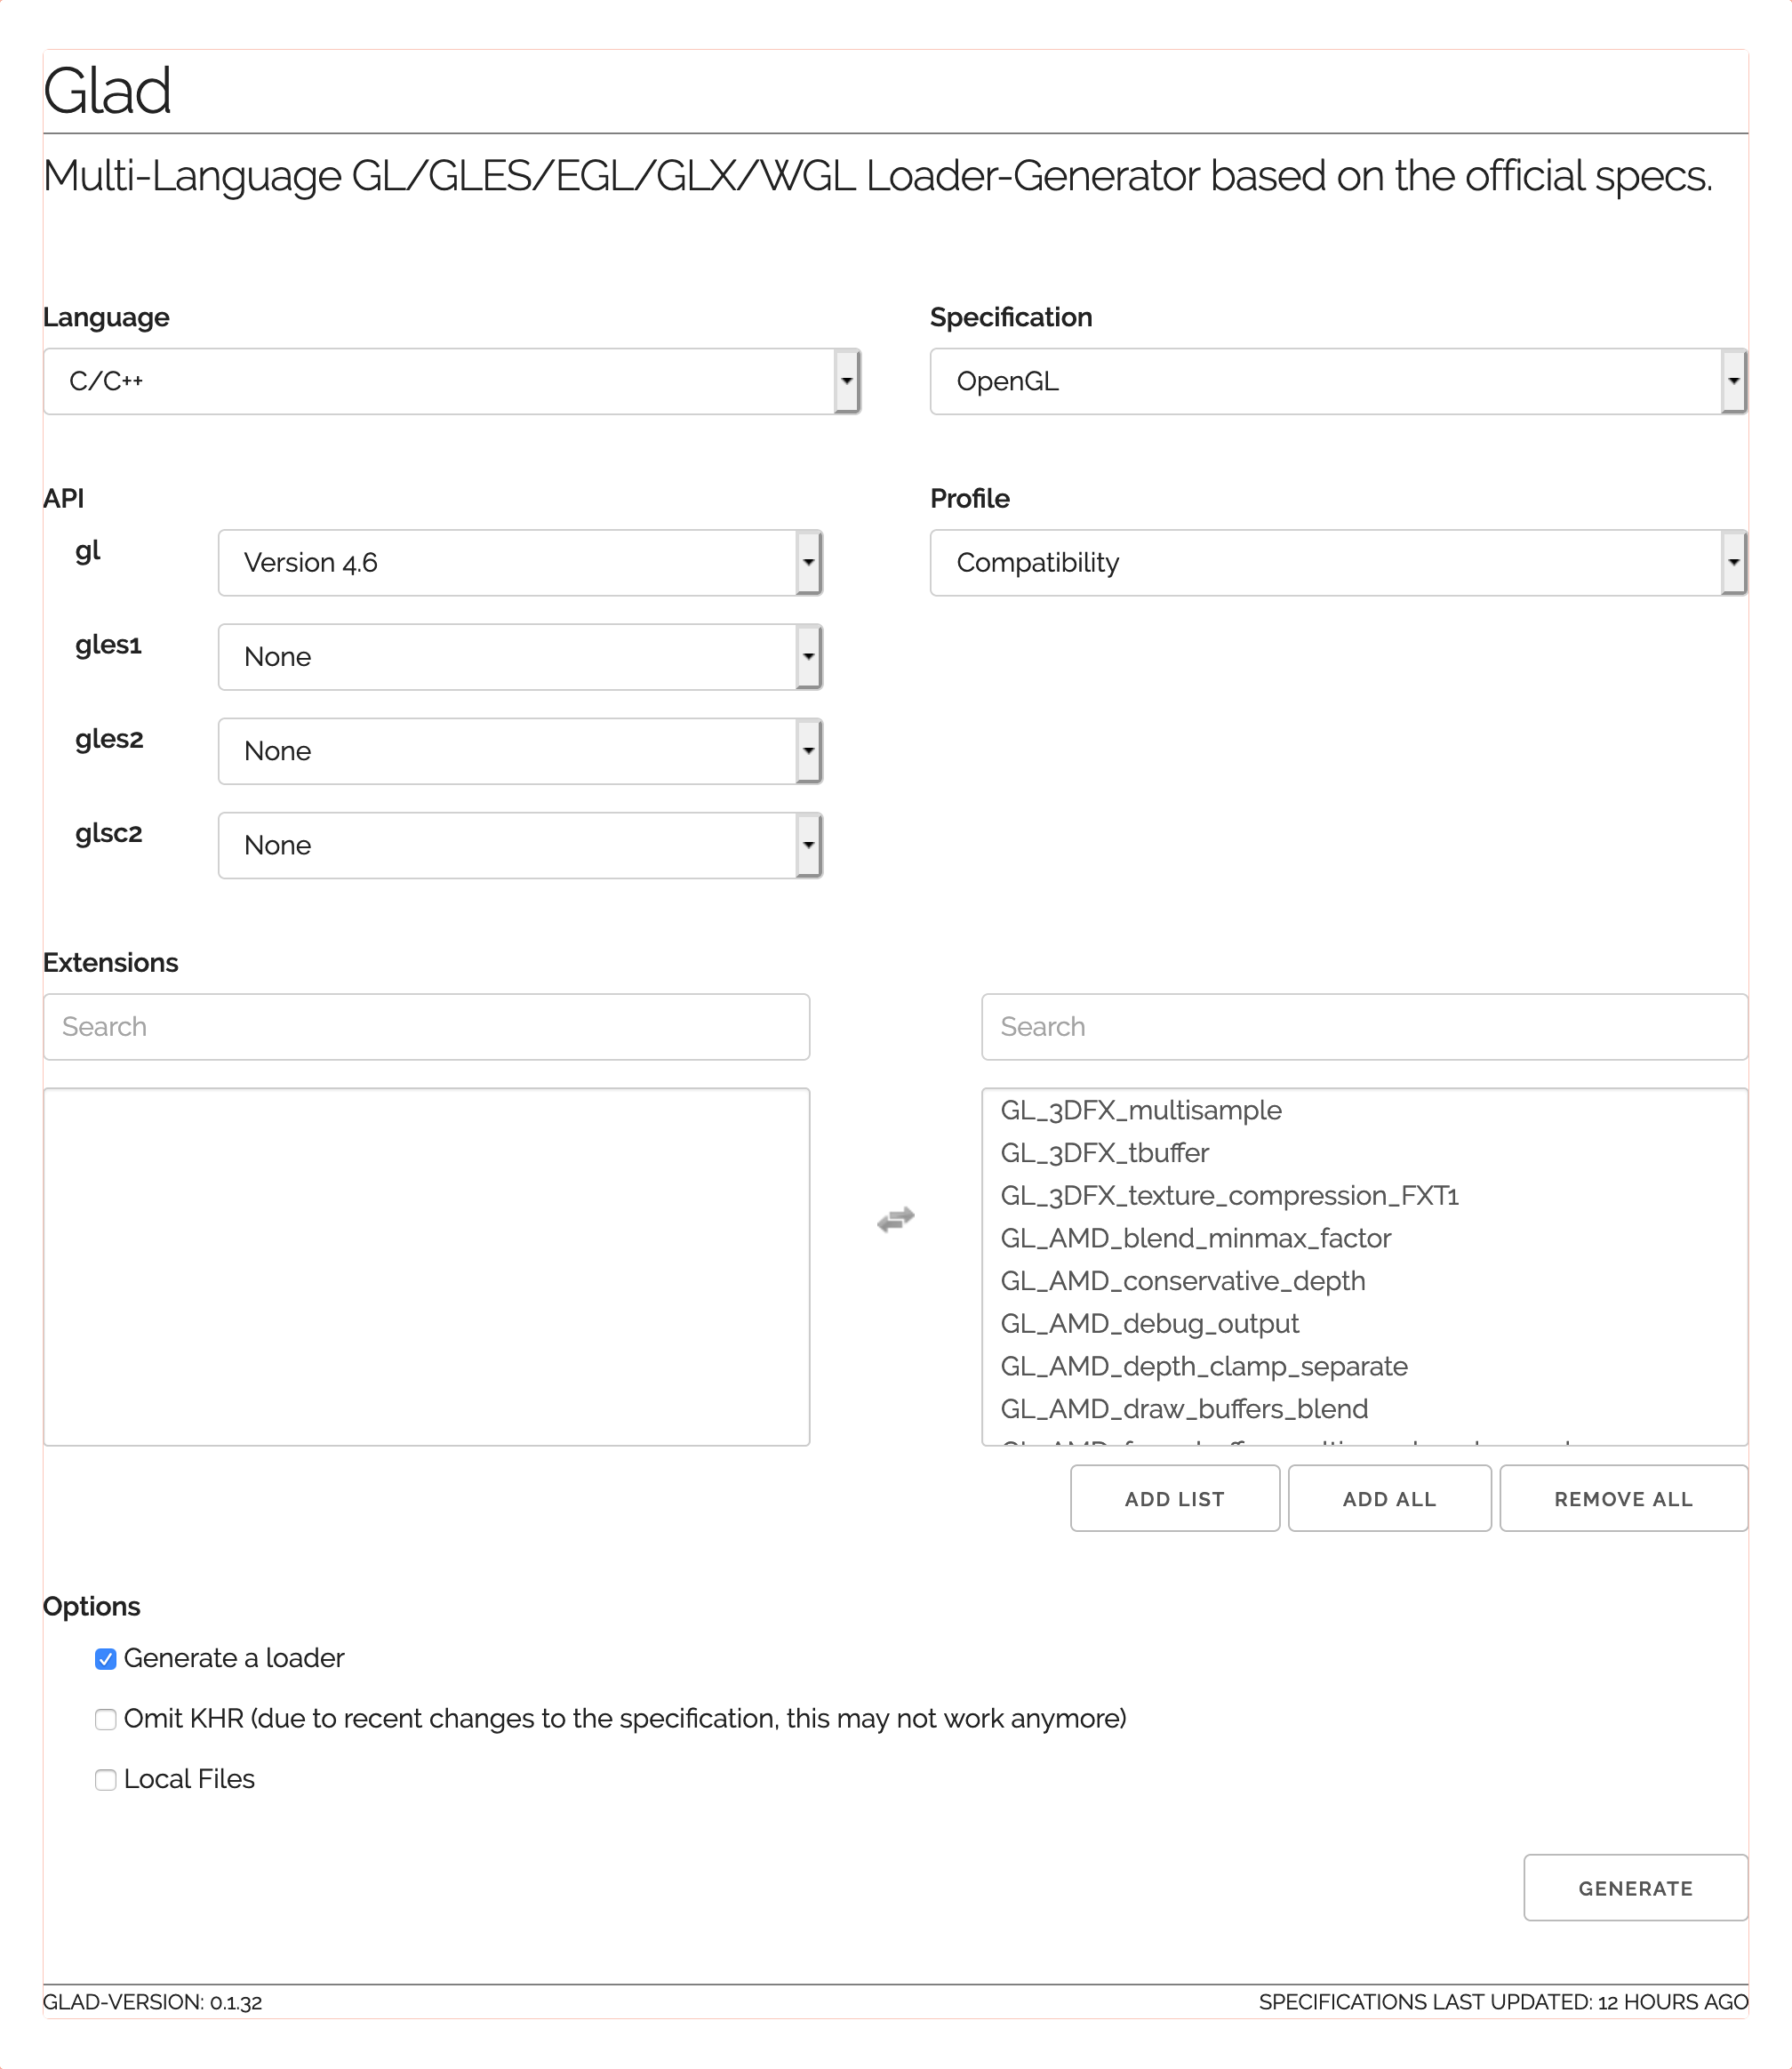 Glad
Multi-Language GL/GLES/EGL/GLX/WGL Loader-Generator based on the official specs.
Language
C/C++
Specification
OpenGL
API
gl
Version 4.6
gles1
None
gles2
None
glsc2
None
Profile
Compatibility
Extensions
Search
Search
GL_3DFX_multisample
GL_3DFX_tbuffer
GL_3DFX_texture_compression_FXT1
GL_AMD_blend_minmax_factor
GL_AMD_conservative_depth
GL_AMD_debug_output
GL_AMD_depth_clamp_separate
GL_AMD_draw_buffers_blend
ADD LIST
ADD ALL
REMOVE ALL
Options
Generate a loader
Omit KHR (due to recent changes to the specification, this may not work anymore)
Local Files
GENERATE
GLAD-VERSION: 0.1.32
SPECIFICATIONS LAST UPDATED: 12 HOURS AGO